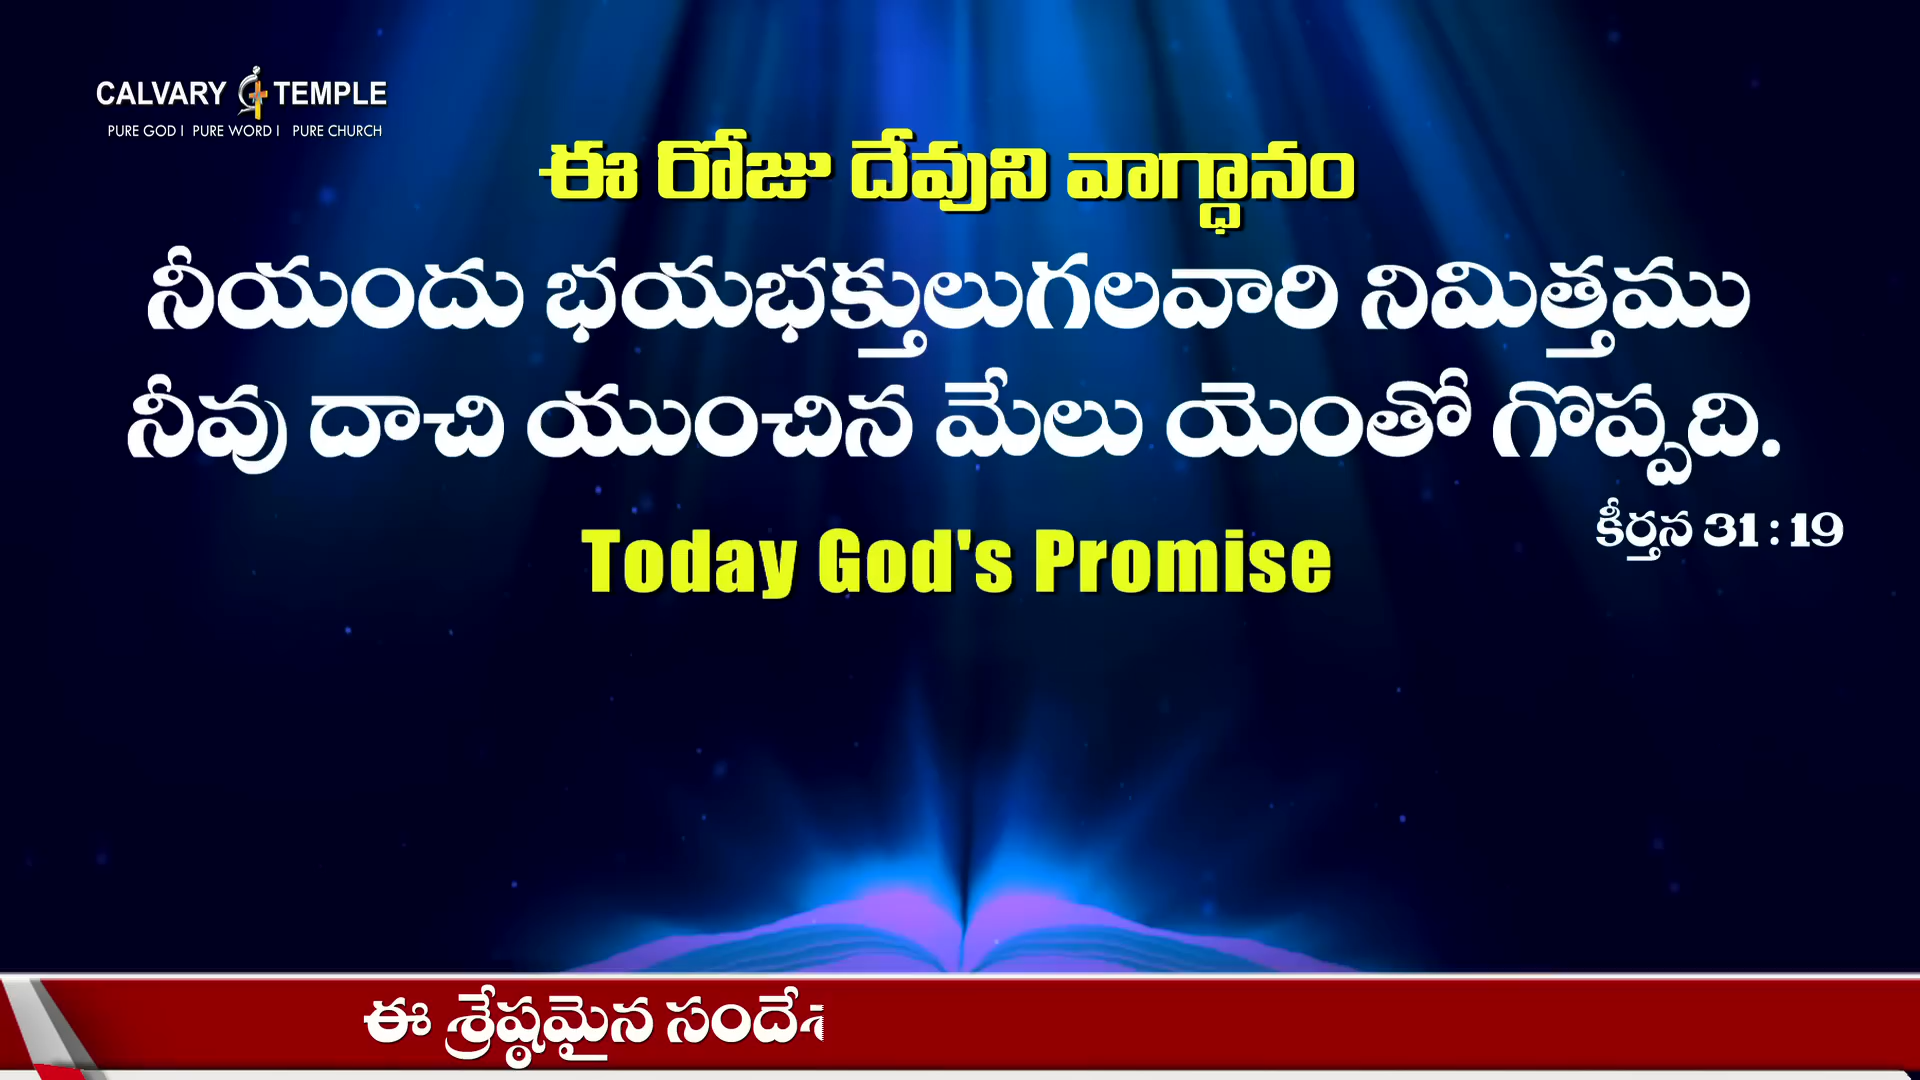 CALVARY TEMPLE
PURE GOD I PURE WORD I PURE CHURCH
ఈ రోజు దేవుని వాగ్ధానం
నీయందు భయభక్తులుగలవారి నిమిత్తము
నీవు దాచి యుంచిన మేలు యెంతో గొప్పది.
కీర్తన 31 : 19
Today God's Promise
ఈ శ్రేష్ఠమైన